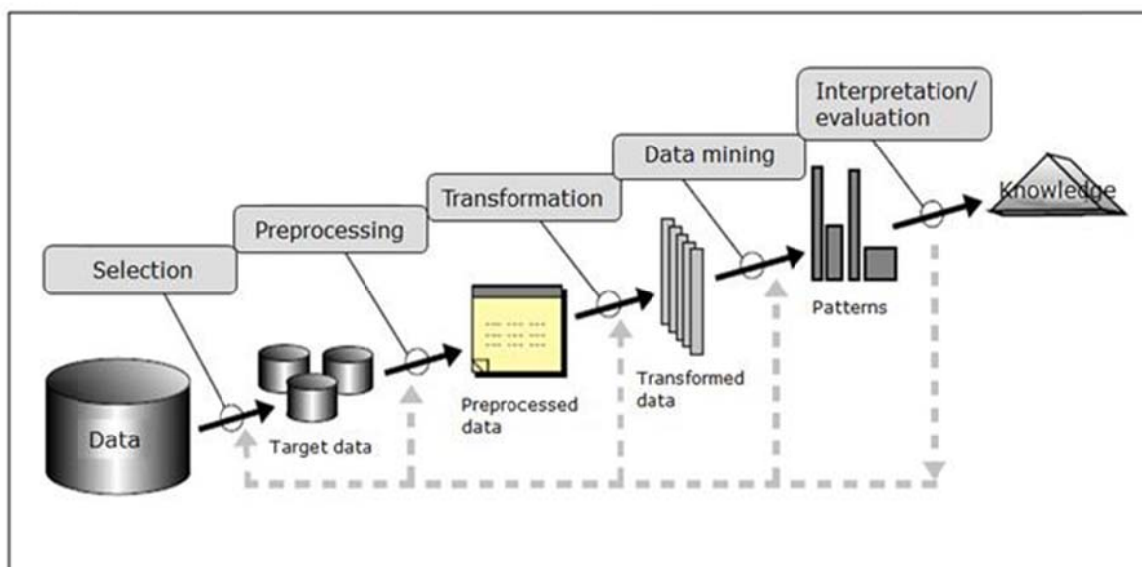 Interpretation/
evaluation
Data mining
Transformation
Preprocessing
Selection
Knowledge
Patterns
Transformed
data
Preprocessed
data
Target data
Data